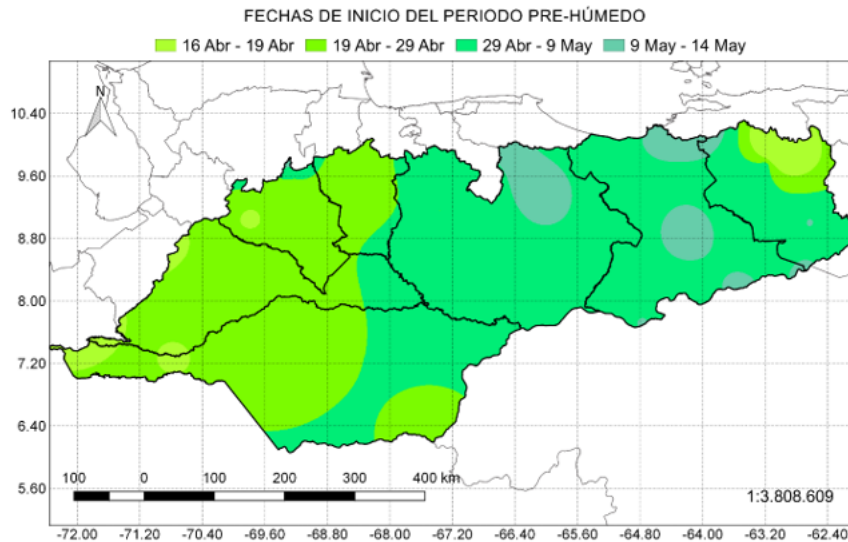 FECHAS DE INICIO DEL PERIODO PRE-HÚMEDO
16 Abr - 19 Abr 19 Abr - 29 Abr 29 Abr - 9 May 9 May - 14 May
N
10.40
9.60
8.80
8.00
7.20
6.40
5.60
100 0 100 200 300 400 km
1:3.808.609
-72.00 -71.20 -70.40 -69.60 -68.80 -68.00 -67.20 -66.40 -65.60 -64.80 -64.00 -63.20 -62.40